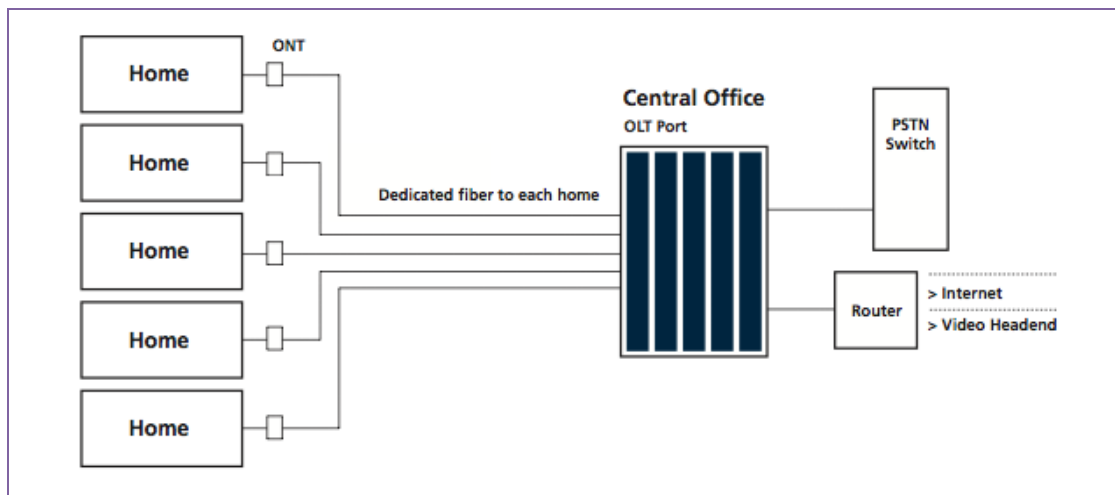 ONT
Home
Home
Home
Home
Home
Dedicated fiber to each home
Central Office
OLT Port
PSTN
Switch
Router
> Internet
> Video Headend